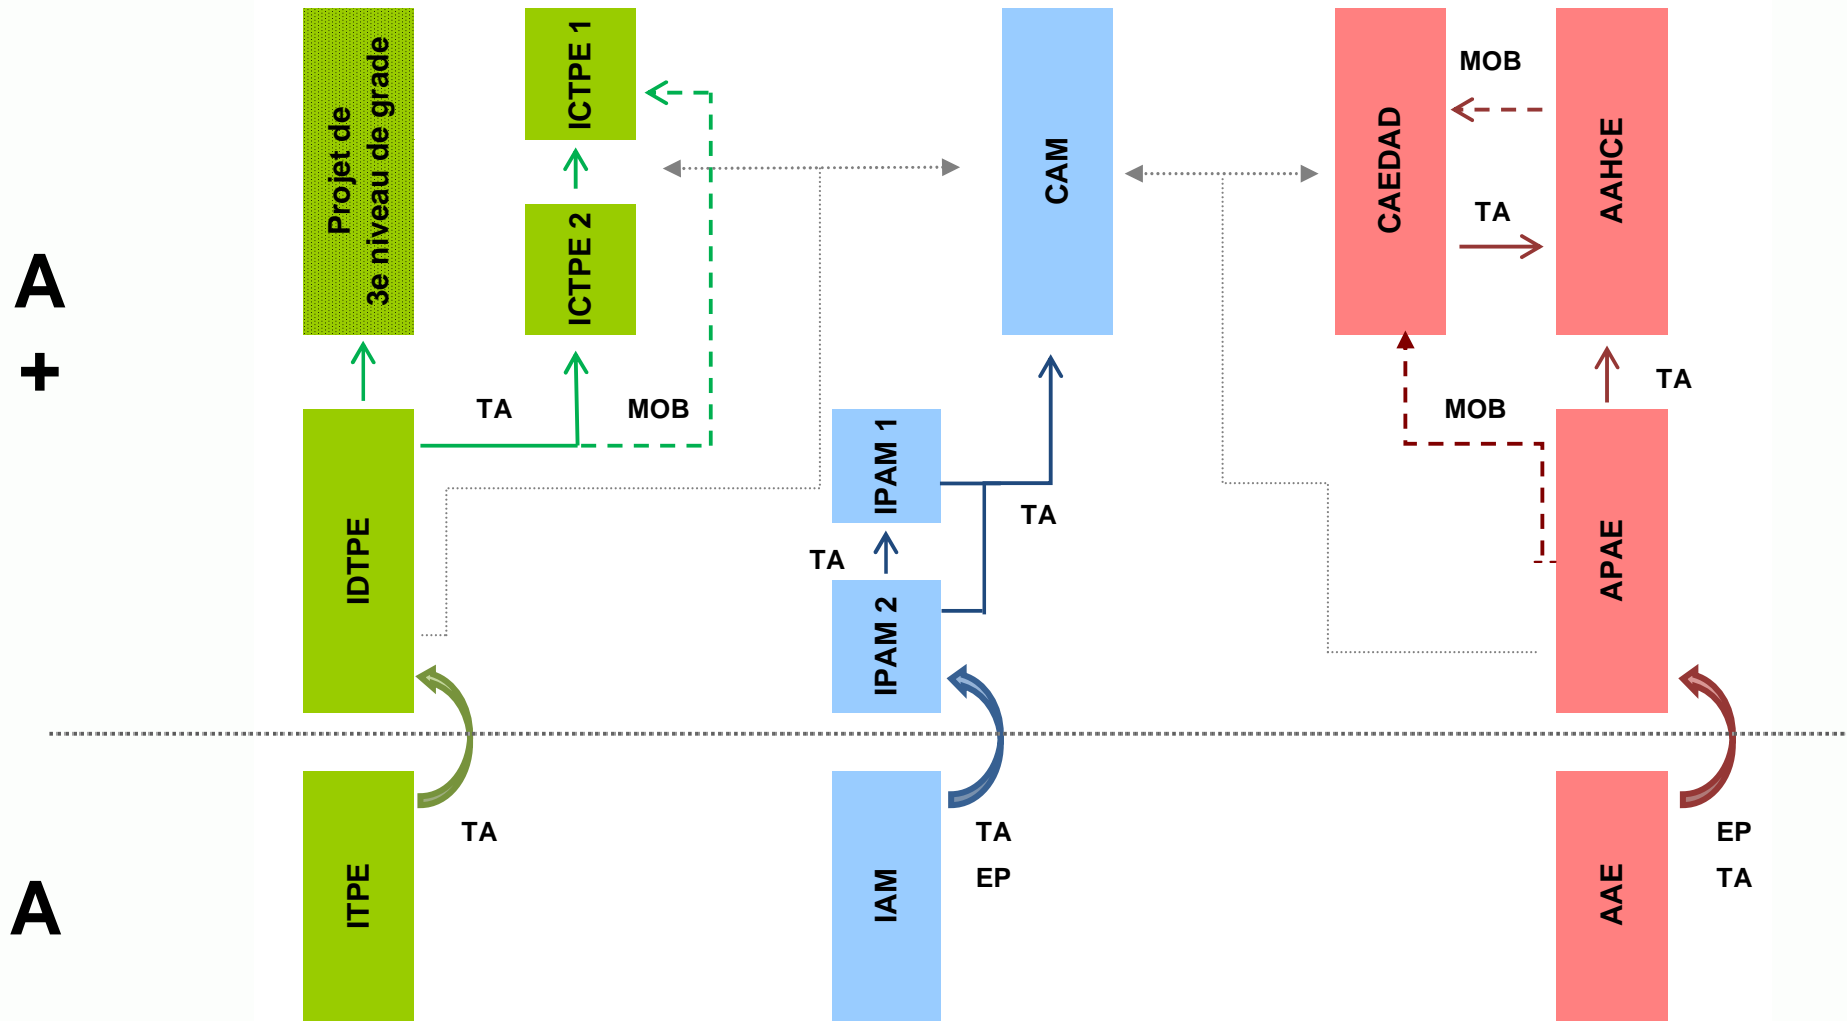 Projet de
3e niveau de grade
ICTPE 1
ICTPE 2
CAM
CAEDAD
AAHCE
MOB
TA
A
+
TA
MOB
TA
MOB
IDTPE
IPAM 1
TA
TA
IPAM 2
APAE
A
ITPE
TA
IAM
TA
EP
AAE
EP
TA